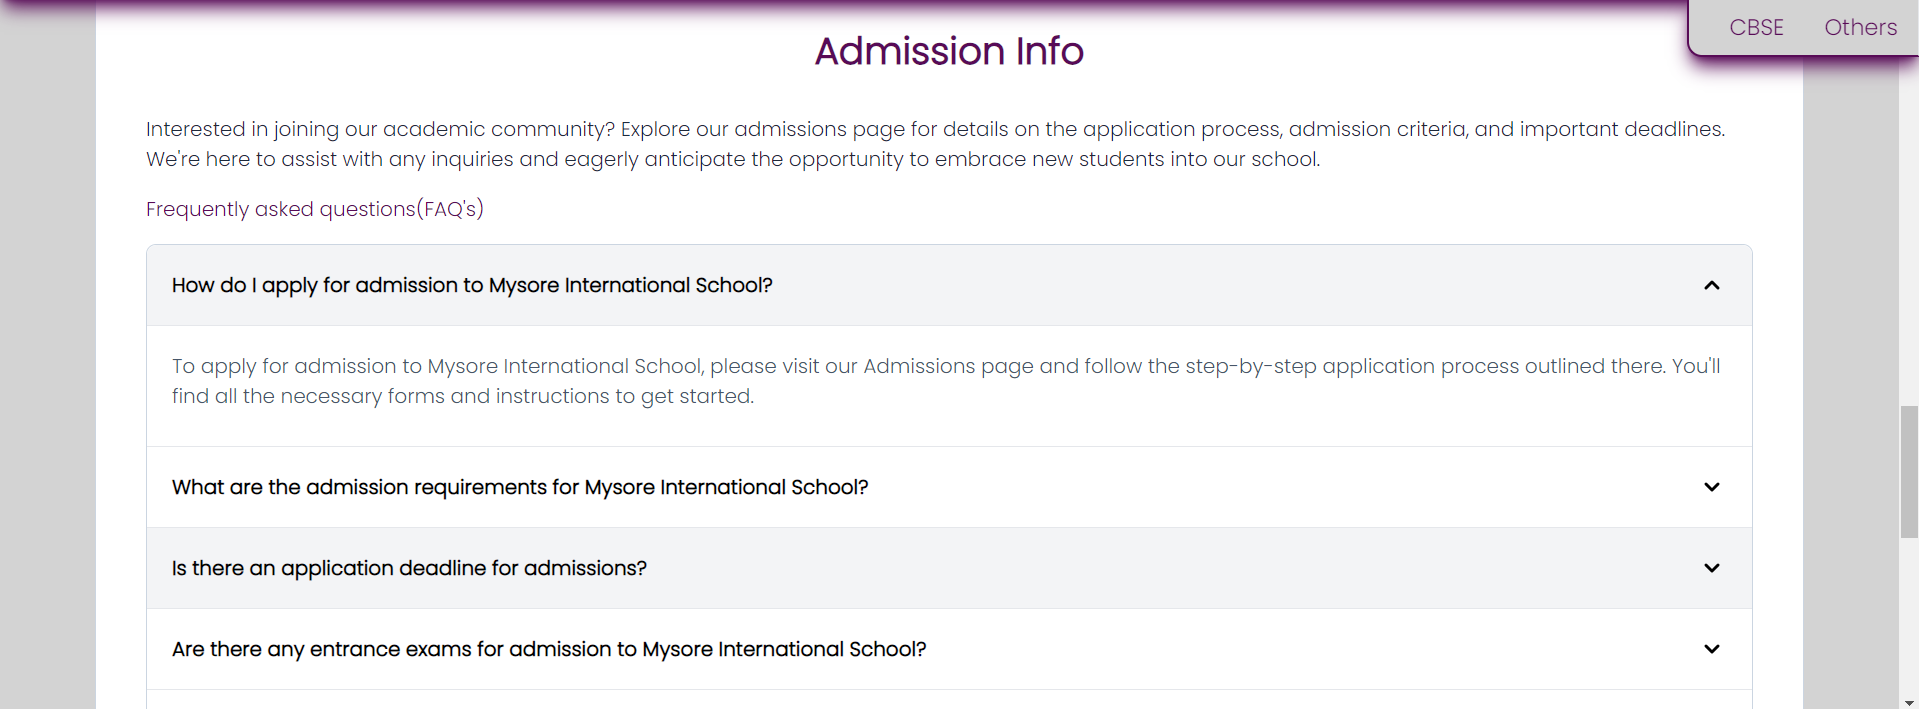 CBSE Others
Admission Info
Interested in joining our academic community? Explore our admissions page for details on the application process, admission criteria, and important deadlines.
We're here to assist with any inquiries and eagerly anticipate the opportunity to embrace new students into our school.
Frequently asked questions(FAQ's)
How do I apply for admission to Mysore International School?
To apply for admission to Mysore International School, please visit our Admissions page and follow the step-by-step application process outlined there. You'll
find all the necessary forms and instructions to get started.
What are the admission requirements for Mysore International School?
Is there an application deadline for admissions?
Are there any entrance exams for admission to Mysore International School?